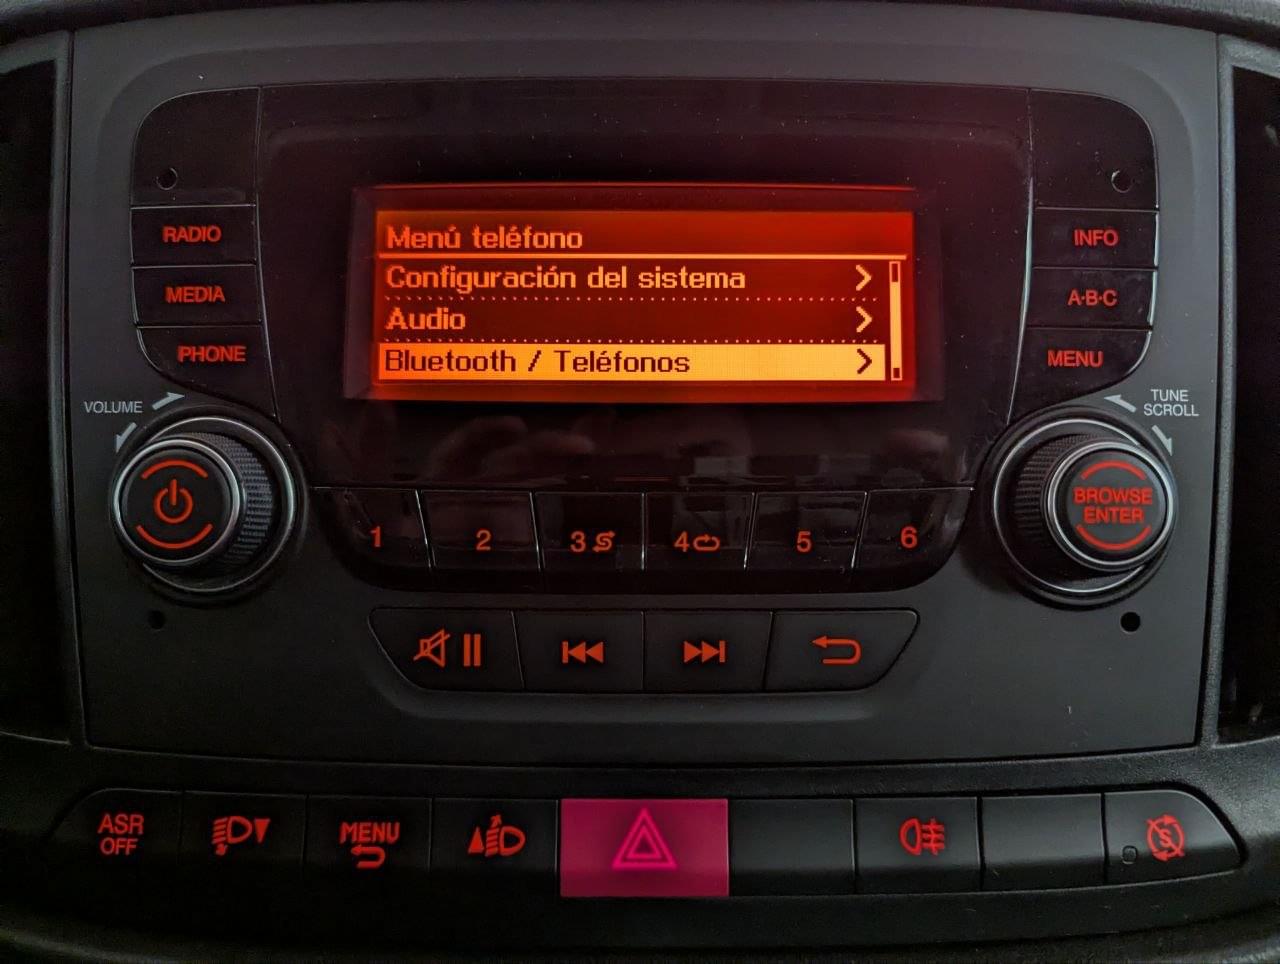 RADIO
MEDIA
PHONE
VOLUME
Menú teléfono
Configuración del sistema
Audio
Bluetooth / Teléfonos
INFO
A·B·C
MENU
TUNE
SCROLL
BROWSE
ENTER
1
2
3
4
5
6
ASR
OFF
MENU
S